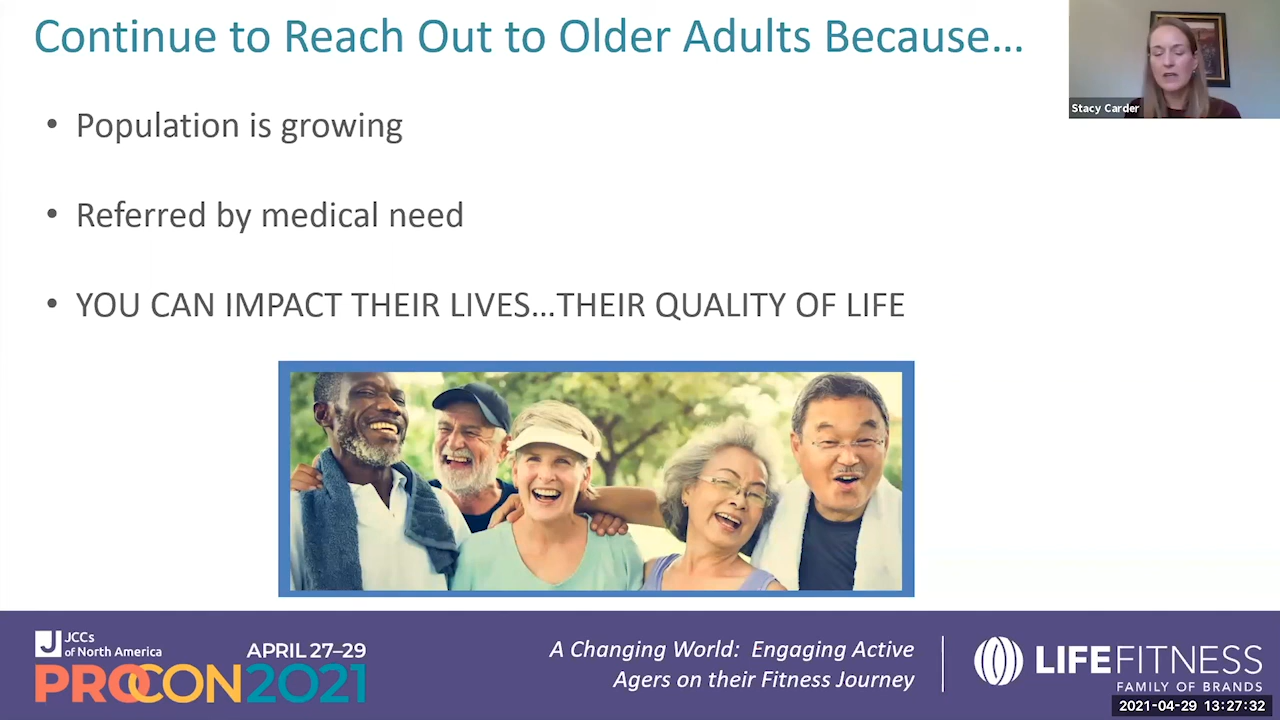 Continue to Reach Out to Older Adults Because...
Stacy Carder
• Population is growing
• Referred by medical need
• YOU CAN IMPACT THEIR LIVES...THEIR QUALITY OF LIFE
J JCCs
of North America
APRIL 27–29
PROCON2021
A Changing World: Engaging Active
Agers on their Fitness Journey
LIFEFITNESS
FAMILY OF BRANDS
2021-04-29 13:27:32